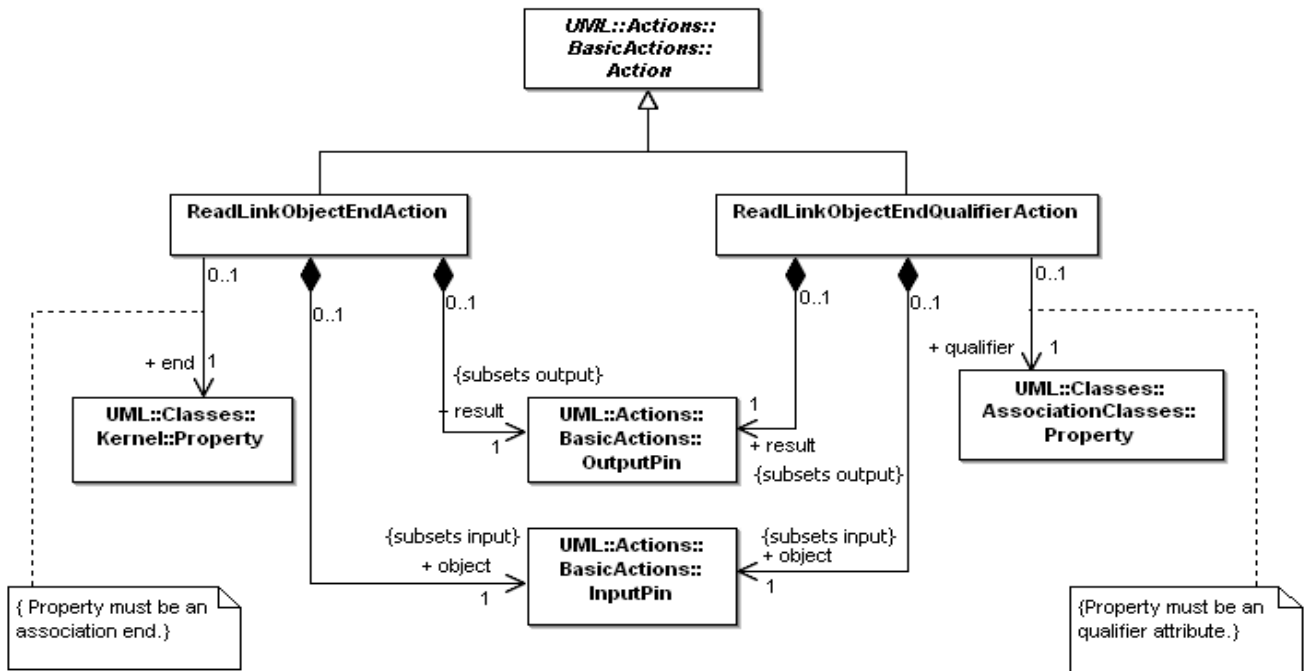 UML::Actions::
BasicActions::
Action
ReadLinkObjectEndAction
ReadLinkObjectEndQualifierAction
0..1
0..1
0..1
0..1
0..1
0..1
+ end
1
+ qualifier
1
{subsets output}
+ result
1
1
+ result
{subsets output}
UML::Classes::
Kernel::Property
UML::Actions::
BasicActions::
OutputPin
UML::Classes::
AssociationClasses::
Property
{subsets input}
+ object
1
{subsets input}
+ object
1
UML::Actions::
BasicActions::
InputPin
{ Property must be an
association end.}
{Property must be an
qualifier attribute.}